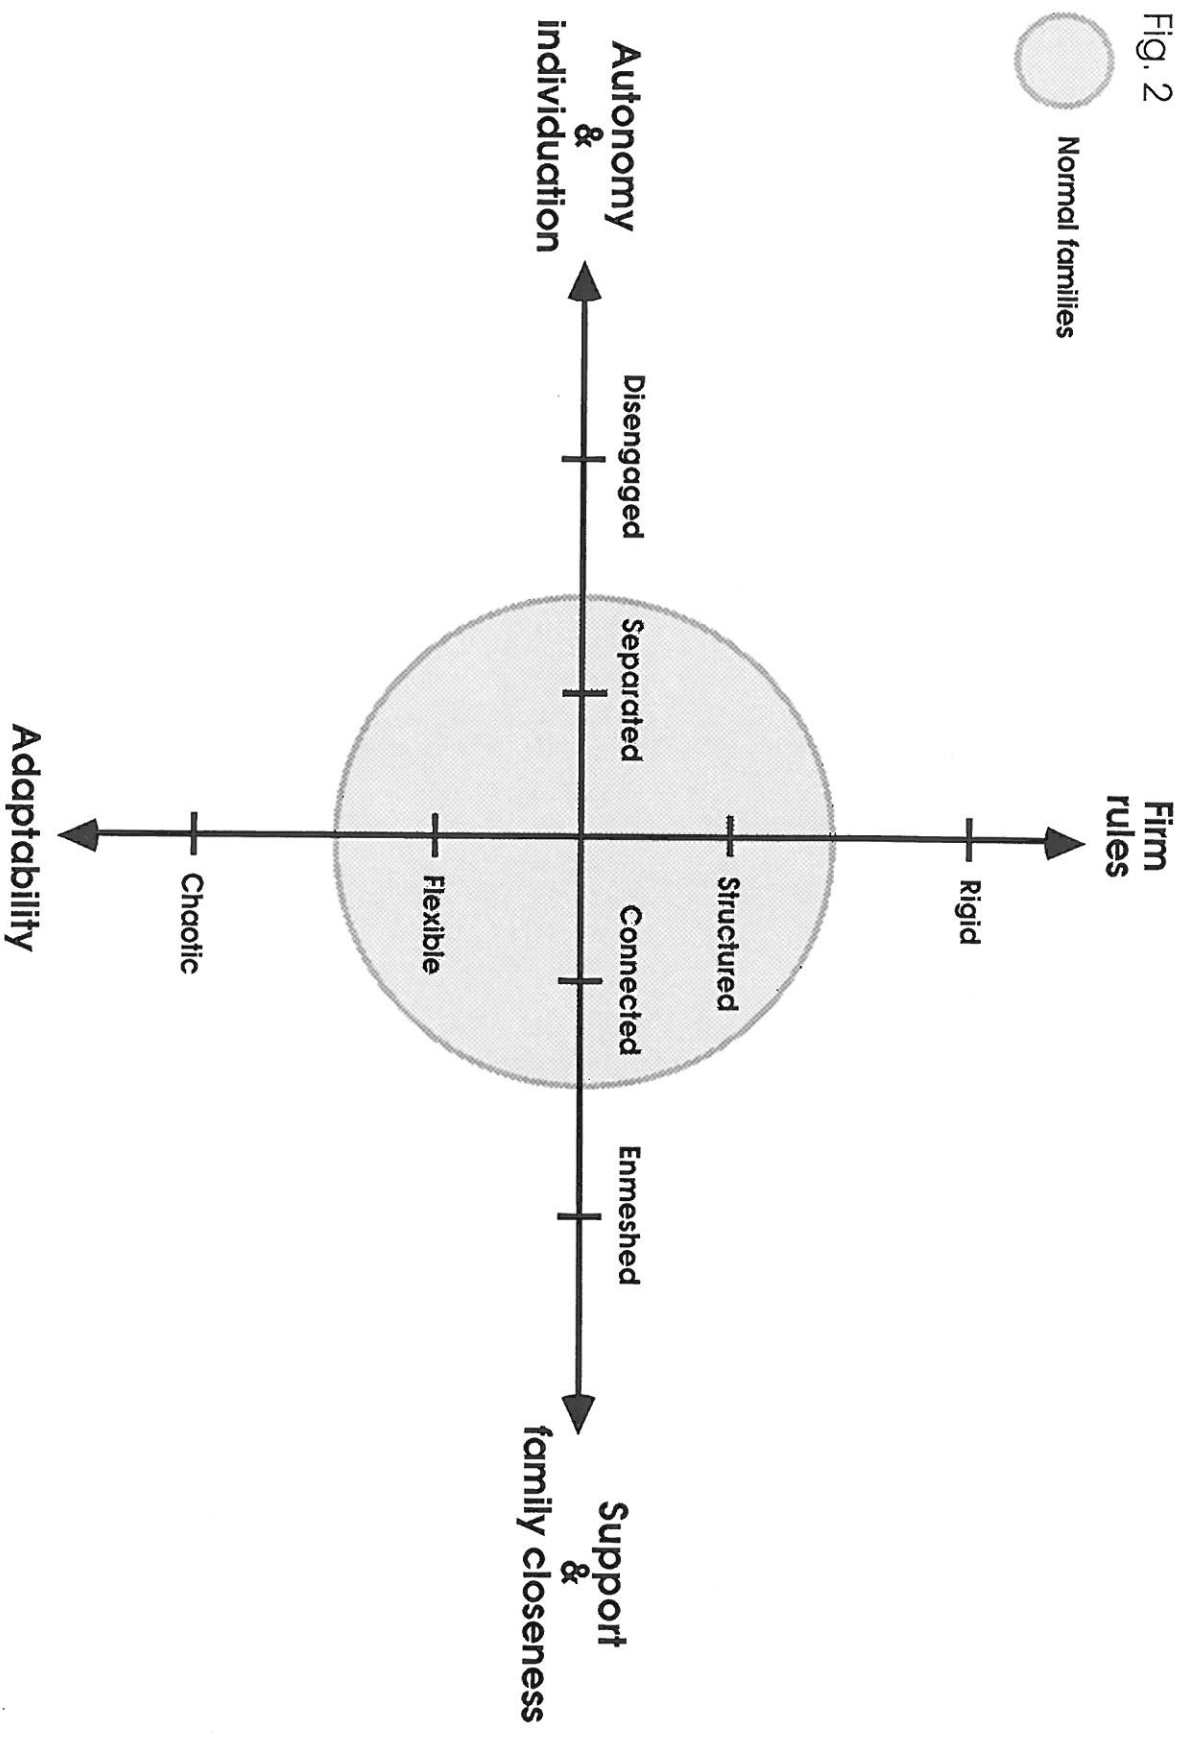 Fig. 2
Normal families
Firm
rules
Rigid
Structured
Autonomy
&
individuation
Disengaged
Separated
Connected
Enmeshed
Support
&
family closeness
Flexible
Chaotic
Adaptability